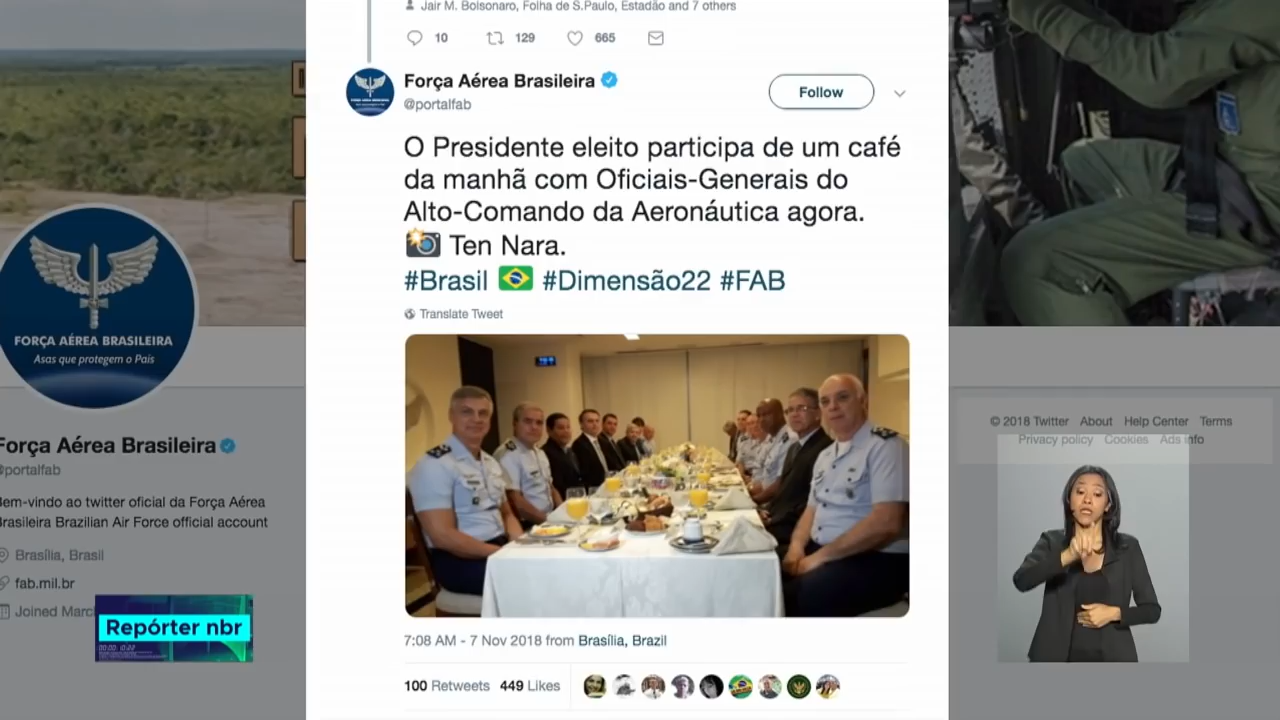 Jair M. Bolsonaro, Folha de S.Paulo, Estadão and 7 others
10 129 665
Força Aérea Brasileira
@portalfab
Follow
O Presidente eleito participa de um café
da manhã com Oficiais-Generais do
Alto-Comando da Aeronáutica agora.
Ten Nara.
#Brasil #Dimensão22 #FAB
Translate Tweet
7:08 AM - 7 Nov 2018 from Brasília, Brazil
100 Retweets 449 Likes
FORÇA AÉREA BRASILEIRA
Asas que protegem o País
Força Aérea Brasileira
@portalfab
Bem-vindo ao twitter oficial da Força Aérea
Brasileira Brazilian Air Force official account
Brasília, Brasil
fab.mil.br
Joined Marc
Repórter nbr
© 2018 Twitter About Help Center Terms
Privacy policy Cookies Ads info